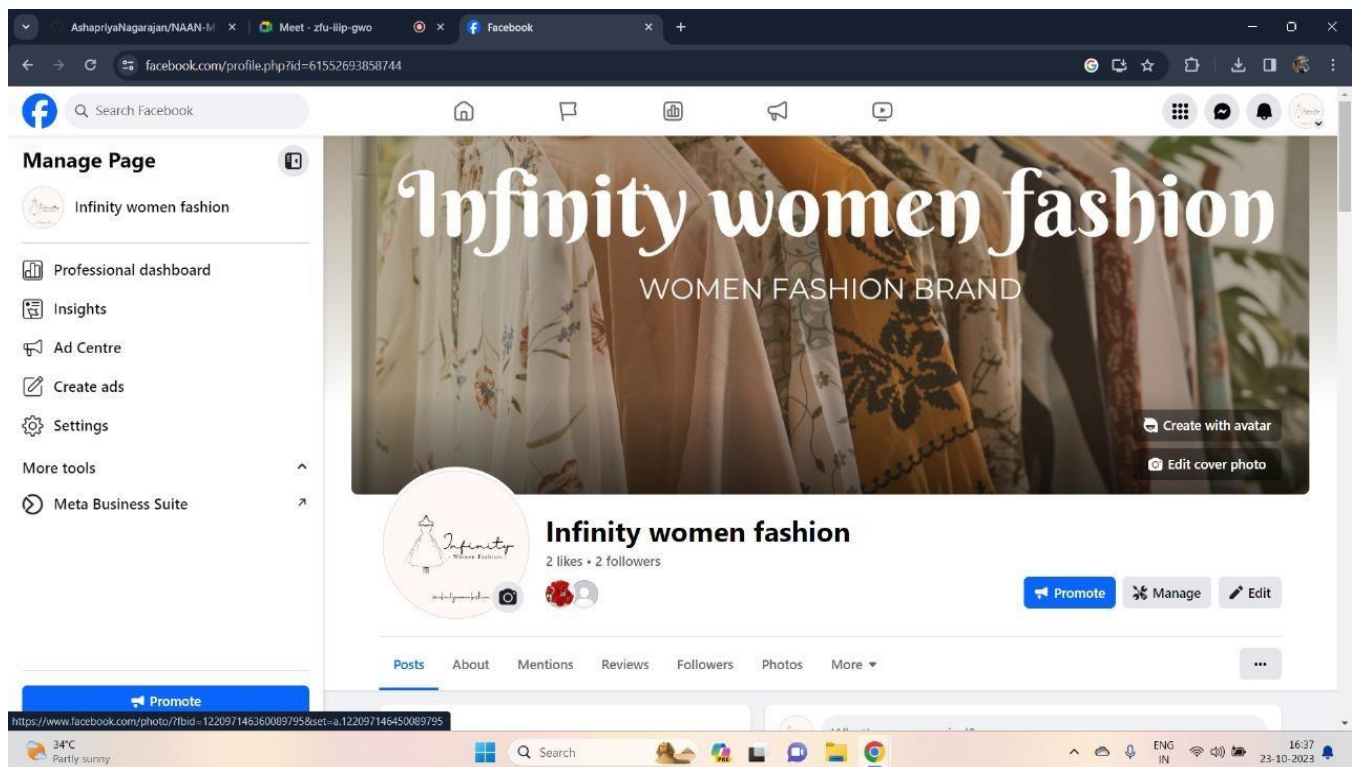 AshapriyaNagarajan/NAAN-M
Meet - zfu-iiip-gwo
Facebook
facebook.com/profile.php?id=61552693858744
Search Facebook
Manage Page
Infinity women fashion
Professional dashboard
Insights
Ad Centre
Create ads
Settings
More tools
Meta Business Suite
Promote
https://www.facebook.com/photo/?fbid=122097146360089795&set=a.122097146450089795
Infinity women fashion
WOMEN FASHION BRAND
Create with avatar
Edit cover photo
Infinity
Women Fashion
Infinity women fashion
2 likes • 2 followers
Promote
Manage
Edit
Posts About Mentions Reviews Followers Photos More
34°C
Partly sunny
Search
PRE
ENG
IN
16:37
23-10-2023